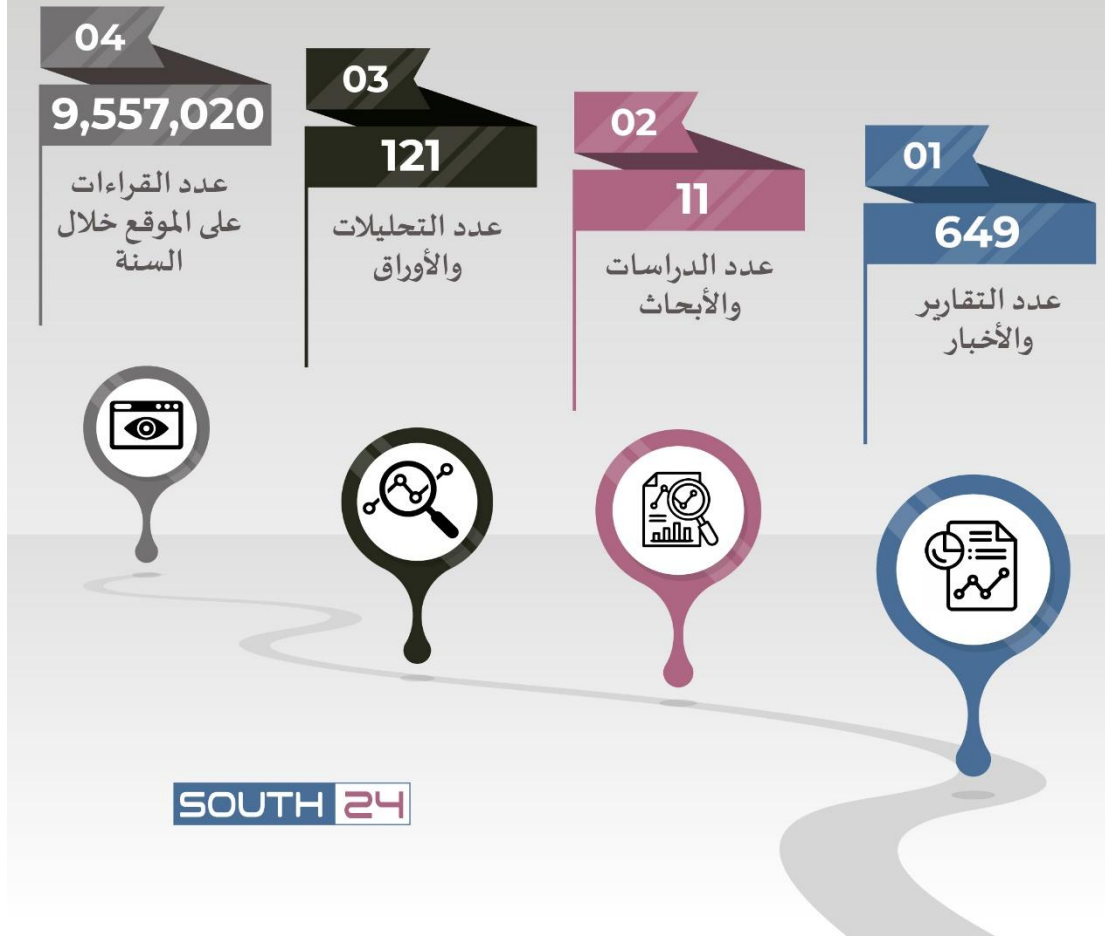 01
649
عدد التقارير
والأخبار
02
11
عدد الدراسات
والأبحاث
03
121
عدد التحليلات
والأوراق
04
9,557,020
عدد القراءات
على الموقع خلال
السنة
SOUTH 24